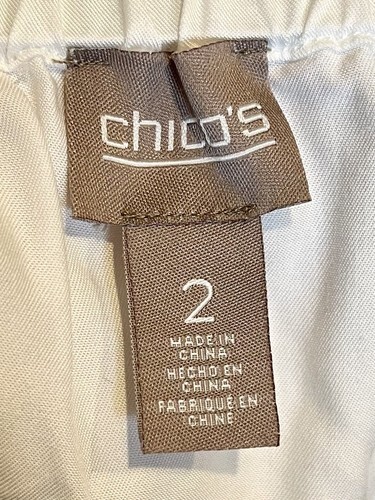 chico's
2
MADE IN
CHINA
HECHO EN
CHINA
FABRIQUÉ EN
CHINE